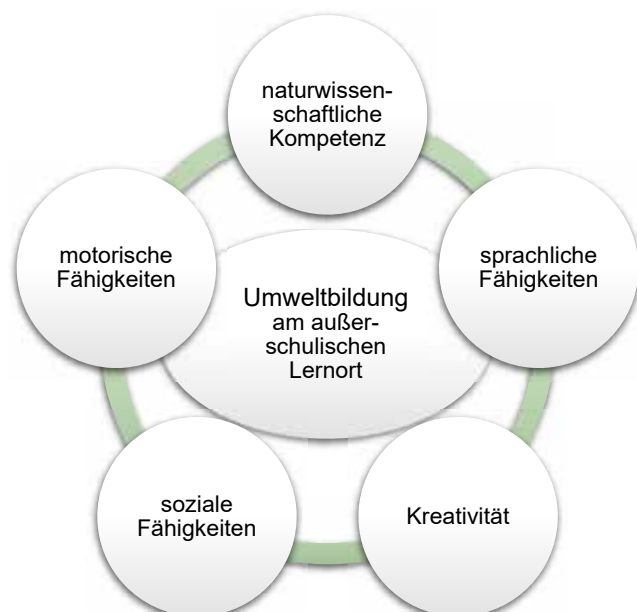 naturwissen-
schaftliche
Kompetenz
motorische
Fähigkeiten
sprachliche
Fähigkeiten
Umweltbildung
am außer-
schulischen
Lernort
soziale
Fähigkeiten
Kreativität